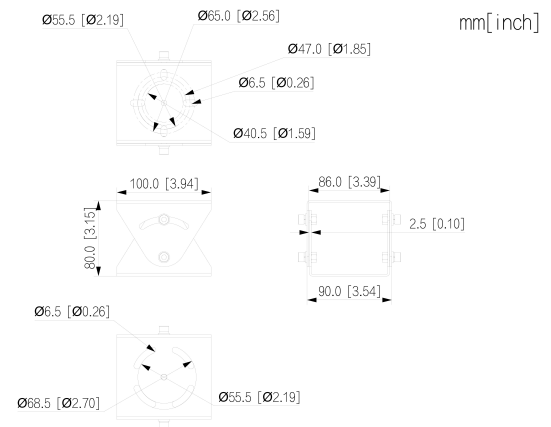 Ø55.5 [Ø2.19]
Ø65.0 [Ø2.56]
mm[inch]
Ø47.0 [Ø1.85]
Ø6.5 [Ø0.26]
Ø40.5 [Ø1.59]
100.0 [3.94]
86.0 [3.39]
80.0 [3.15]
2.5 [0.10]
90.0 [3.54]
Ø6.5 [Ø0.26]
Ø68.5 [Ø2.70]
Ø55.5 [Ø2.19]